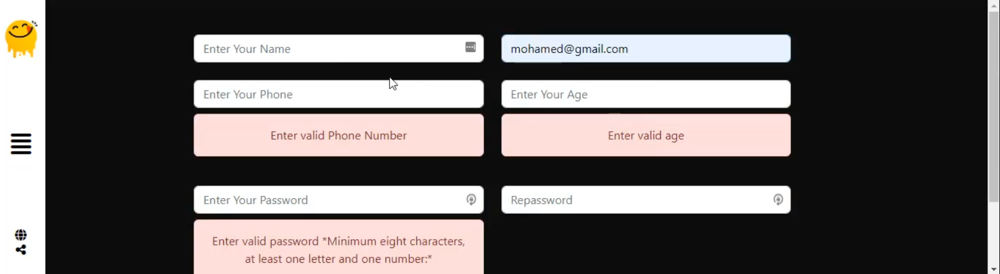 Enter Your Name
mohamed@gmail.com
Enter Your Phone
Enter Your Age
Enter valid Phone Number
Enter valid age
Enter Your Password
Repassword
Enter valid password *Minimum eight characters,
at least one letter and one number:*